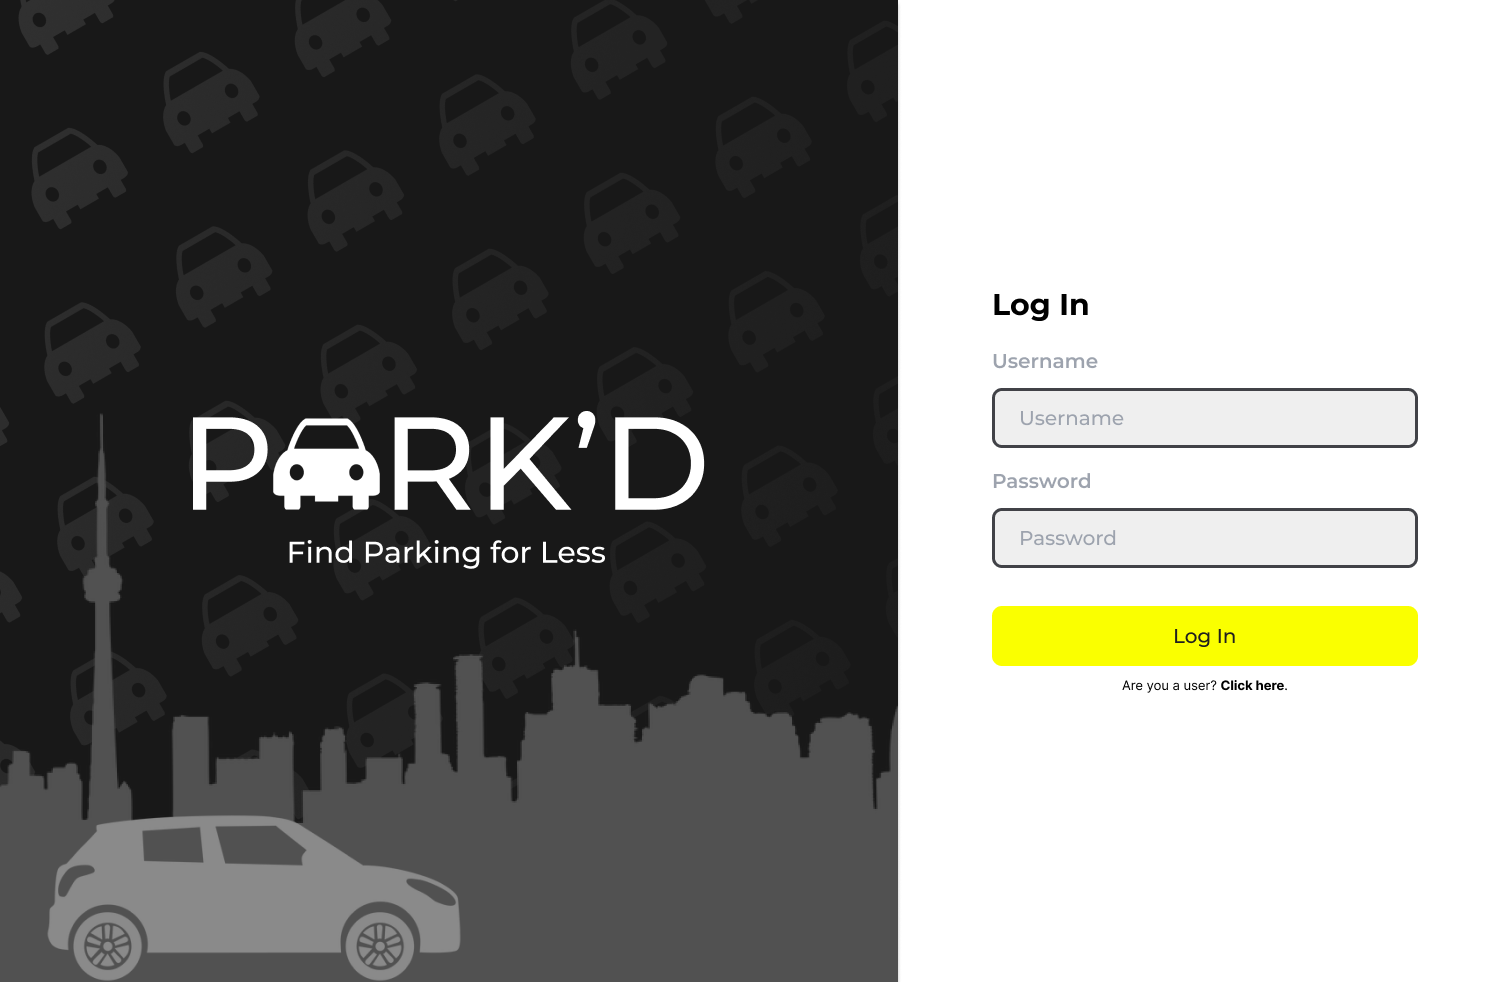 PARK’D
Find Parking for Less
Log In
Username
Username
Password
Password
Log In
Are you a user? Click here.